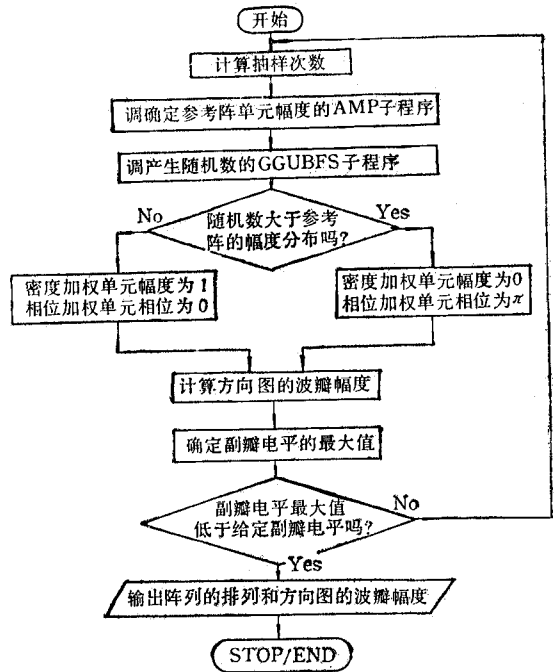 开始
计算抽样次数
调确定参考阵单元幅度的AMP子程序
调产生随机数的GGUBFS子程序
No
随机数大于参考
阵的幅度分布吗?
Yes
密度加权单元幅度为1
相位加权单元相位为0
密度加权单元幅度为0
相位加权单元相位为π
计算方向图的波瓣幅度
确定副瓣电平的最大值
副瓣电平最大值
低于给定副瓣电平吗?
No
Yes
输出阵列的排列和方向图的波瓣幅度
STOP/END